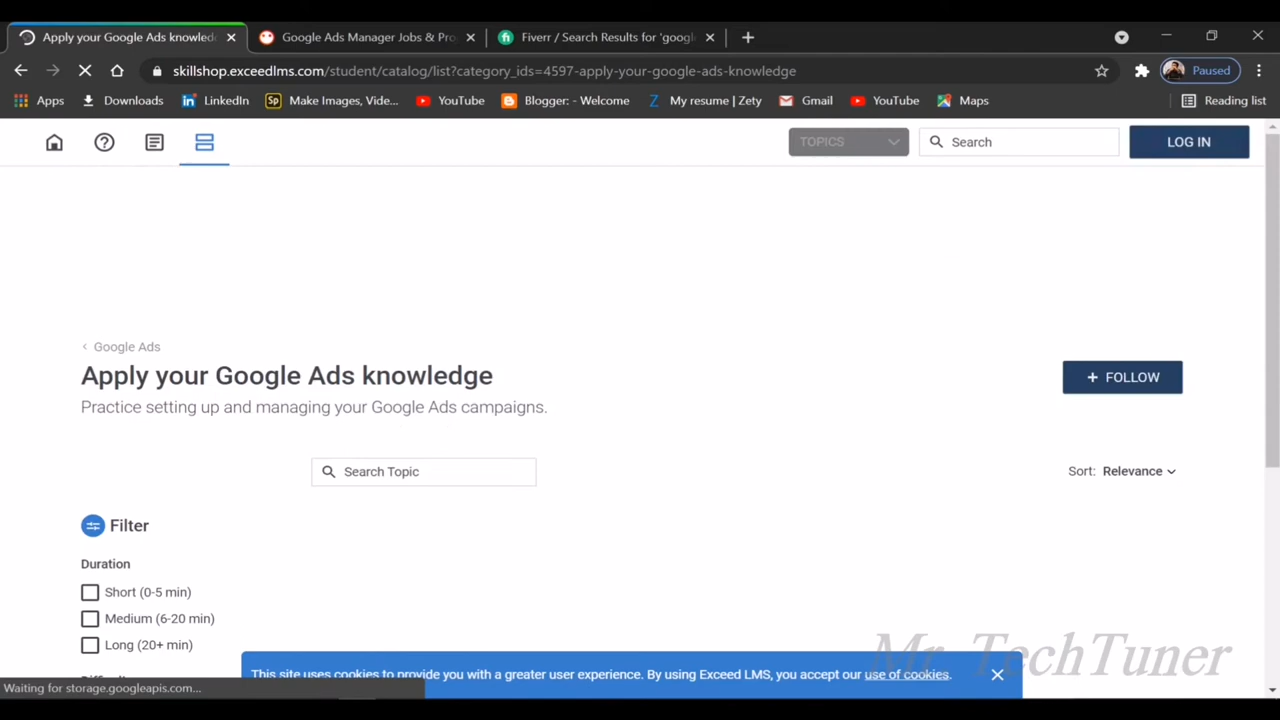 Apply your Google Ads knowledg
Google Ads Manager Jobs & Pro
Fiverr / Search Results for 'googl
skillshop.exceedlms.com/student/catalog/list?category_ids=4597-apply-your-google-ads-knowledge
Paused
Apps
Downloads
LinkedIn
Make Images, Vide...
YouTube
Blogger: - Welcome
My resume | Zety
Gmail
YouTube
Maps
Reading list
TOPICS
Search
LOG IN
Google Ads
Apply your Google Ads knowledge
+ FOLLOW
Practice setting up and managing your Google Ads campaigns.
Search Topic
Sort: Relevance
Filter
Duration
Short (0-5 min)
Medium (6-20 min)
Long (20+ min)
This site uses cookies to provide you with a greater user experience. By using Exceed LMS, you accept our use of cookies.
Waiting for storage.googleapis.com...
Mr. TechTuner